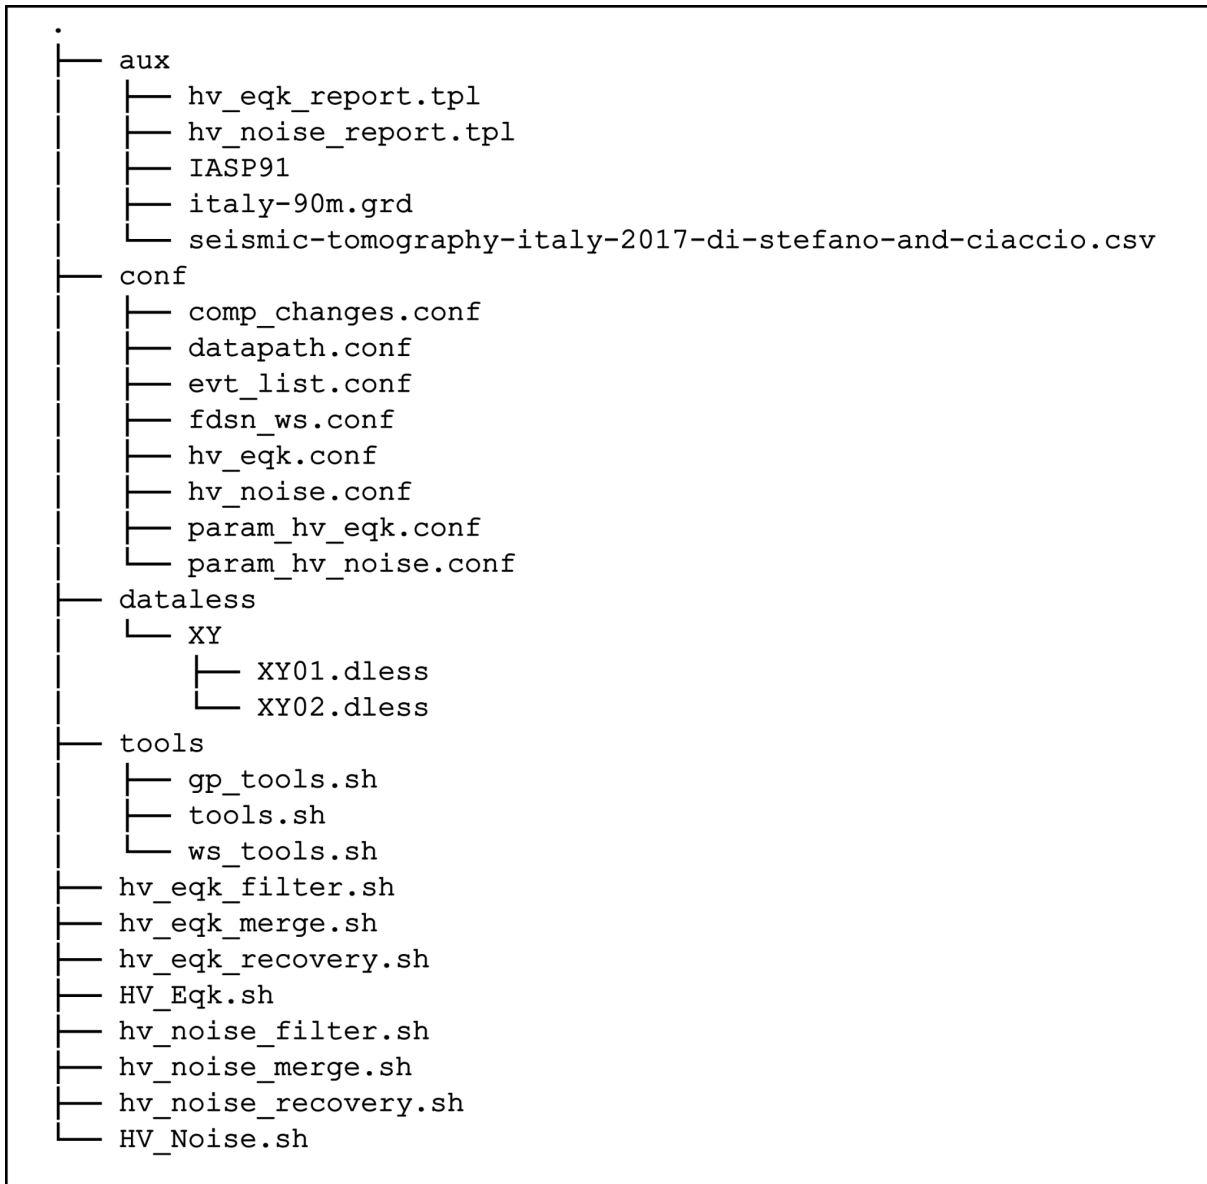 .
├── aux
│   ├── hv_eqk_report.tpl
│   ├── hv_noise_report.tpl
│   ├── IASP91
│   ├── italy-90m.grd
│   └── seismic-tomography-italy-2017-di-stefano-and-ciaccio.csv
├── conf
│   ├── comp_changes.conf
│   ├── datapath.conf
│   ├── evt_list.conf
│   ├── fdsn_ws.conf
│   ├── hv_eqk.conf
│   ├── hv_noise.conf
│   ├── param_hv_eqk.conf
│   └── param_hv_noise.conf
├── dataless
│   └── XY
│       ├── XY01.dless
│       └── XY02.dless
├── tools
│   ├── gp_tools.sh
│   ├── tools.sh
│   └── ws_tools.sh
├── hv_eqk_filter.sh
├── hv_eqk_merge.sh
├── hv_eqk_recovery.sh
├── HV_Eqk.sh
├── hv_noise_filter.sh
├── hv_noise_merge.sh
├── hv_noise_recovery.sh
└── HV_Noise.sh